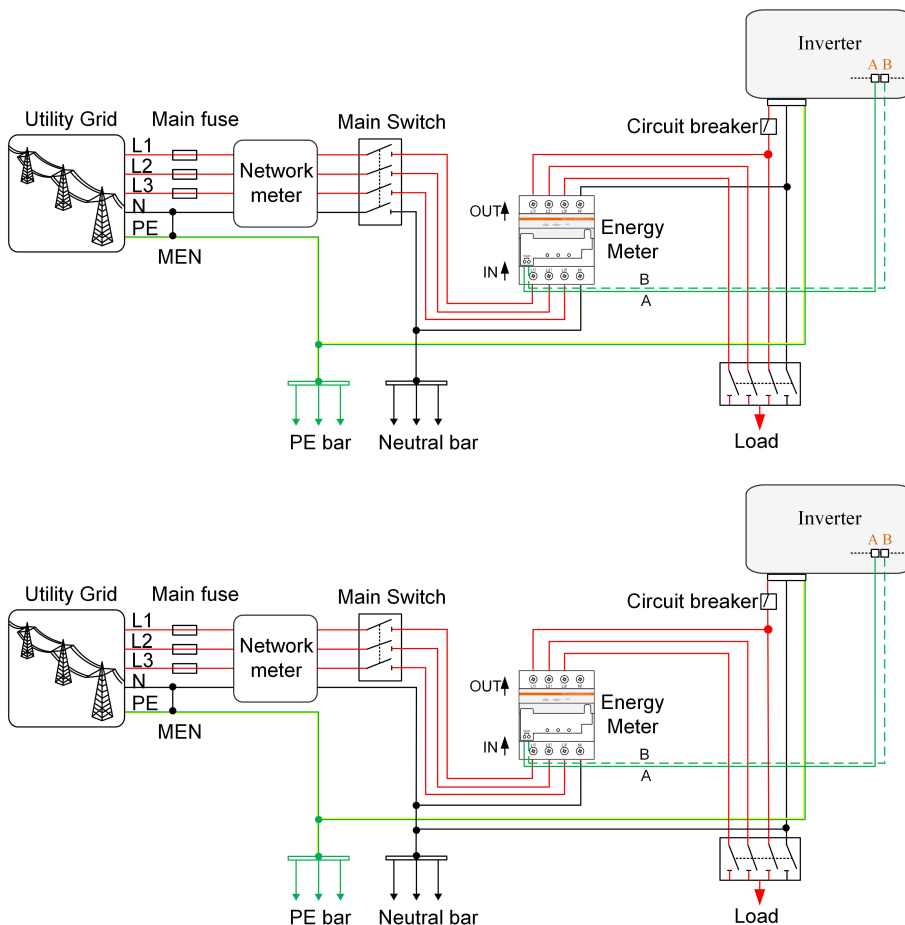 Inverter
A B
Utility Grid
Main fuse
Main Switch
Circuit breaker
L1
L2
L3
N
PE
Network
meter
MEN
OUT
IN
Energy
Meter
B
A
PE bar
Neutral bar
Load
Inverter
A B
Utility Grid
Main fuse
Main Switch
Circuit breaker
L1
L2
L3
N
PE
Network
meter
MEN
OUT
IN
Energy
Meter
B
A
PE bar
Neutral bar
Load